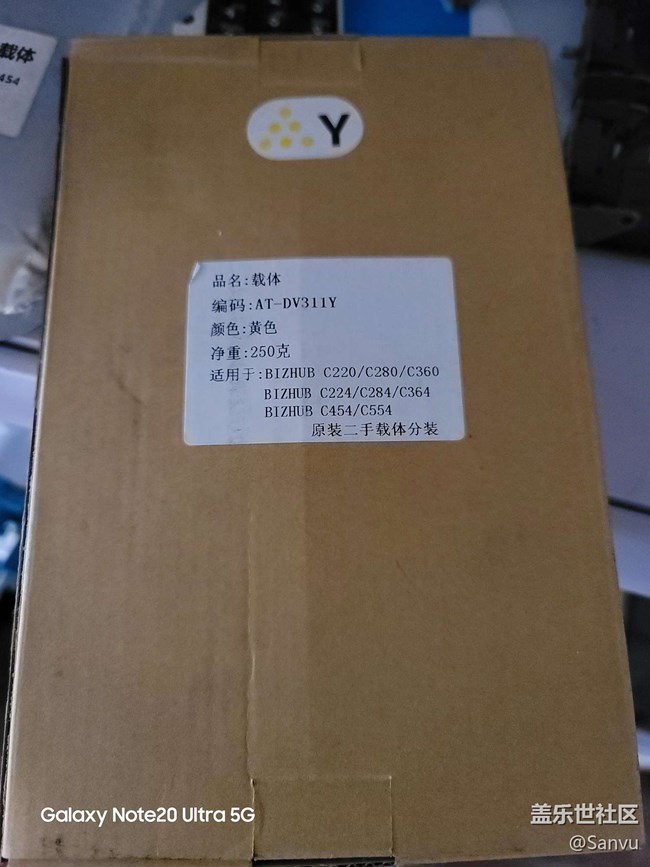 载体
454
Y
品名:载体
编码:AT-DV311Y
颜色:黄色
净重:250克
适用于:BIZHUB C220/C280/C360
BIZHUB C224/C284/C364
BIZHUB C454/C554
原装二手载体分装
Galaxy Note20 Ultra 5G
盖乐世社区
@Sanvu